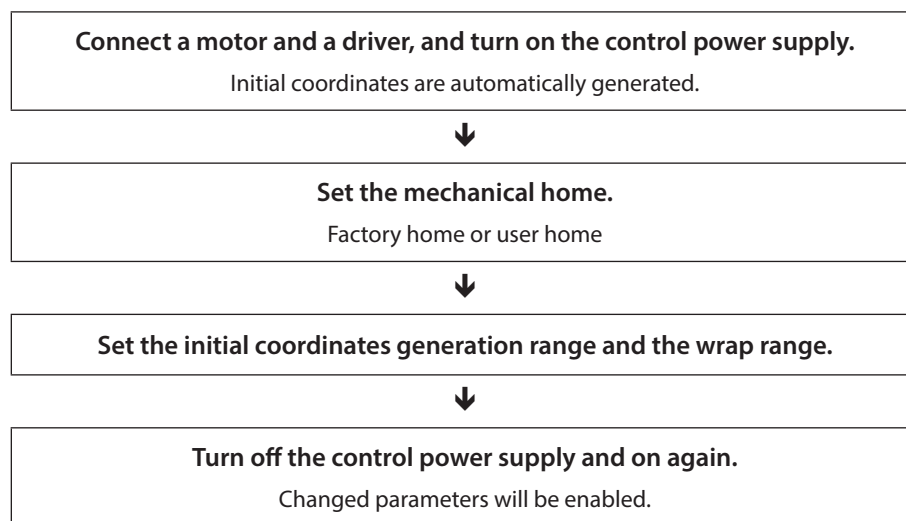 Connect a motor and a driver, and turn on the control power supply.
Initial coordinates are automatically generated.
Set the mechanical home.
Factory home or user home
Set the initial coordinates generation range and the wrap range.
Turn off the control power supply and on again.
Changed parameters will be enabled.